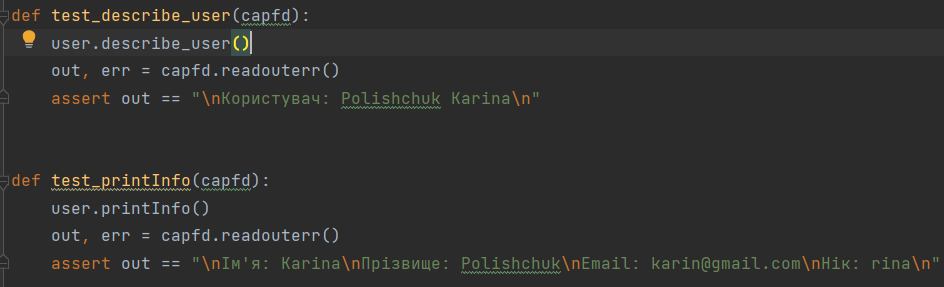 def test_describe_user(capfd):
    user.describe_user()
    out, err = capfd.readouterr()
    assert out == "\nКористувач: Polishchuk Karina\n"
def test_printInfo(capfd):
    user.printInfo()
    out, err = capfd.readouterr()
    assert out == "\nІм'я: Karina\nПрізвище: Polishchuk\nEmail: karin@gmail.com\nНік: rina\n"